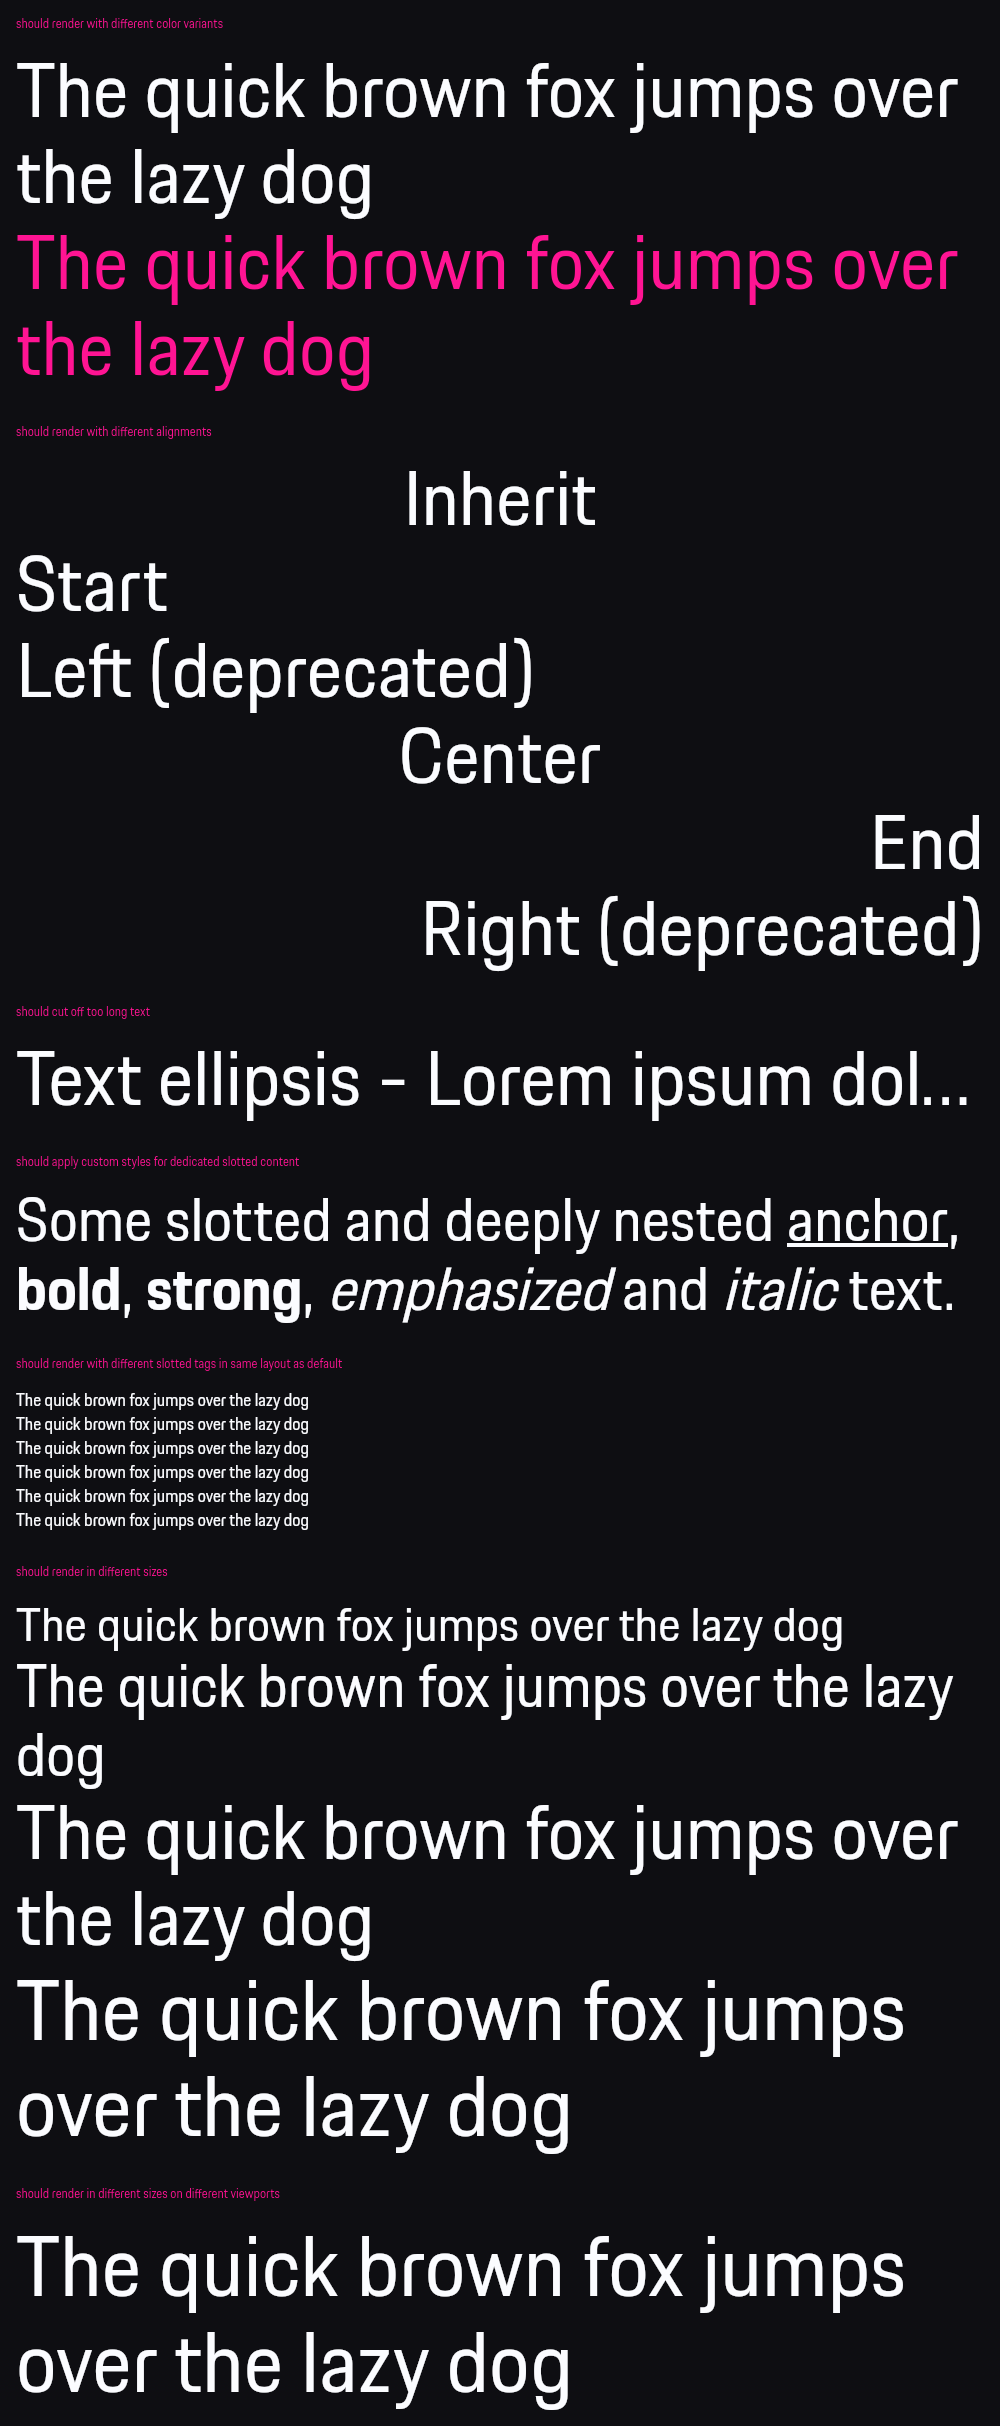 should render with different color variants
The quick brown fox jumps over
the lazy dog
The quick brown fox jumps over
the lazy dog
should render with different alignments
Inherit
Start
Left (deprecated)
Center
End
Right (deprecated)
should cut off too long text
Text ellipsis - Lorem ipsum dol...
should apply custom styles for dedicated slotted content
Some slotted and deeply nested anchor,
bold, strong, emphasized and italic text.
should render with different slotted tags in same layout as default
The quick brown fox jumps over the lazy dog
The quick brown fox jumps over the lazy dog
The quick brown fox jumps over the lazy dog
The quick brown fox jumps over the lazy dog
The quick brown fox jumps over the lazy dog
The quick brown fox jumps over the lazy dog
should render in different sizes
The quick brown fox jumps over the lazy dog
The quick brown fox jumps over the lazy
dog
The quick brown fox jumps over
the lazy dog
The quick brown fox jumps
over the lazy dog
should render in different sizes on different viewports
The quick brown fox jumps
over the lazy dog